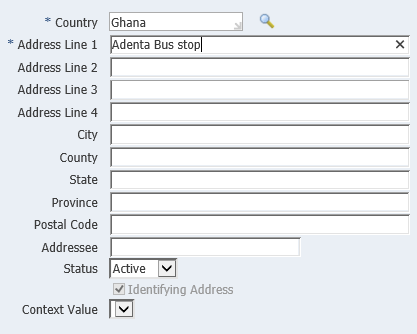 * Country Ghana
* Address Line 1 Adenta Bus stop
Address Line 2
Address Line 3
Address Line 4
City
County
State
Province
Postal Code
Addressee
Status Active
Identifying Address
Context Value